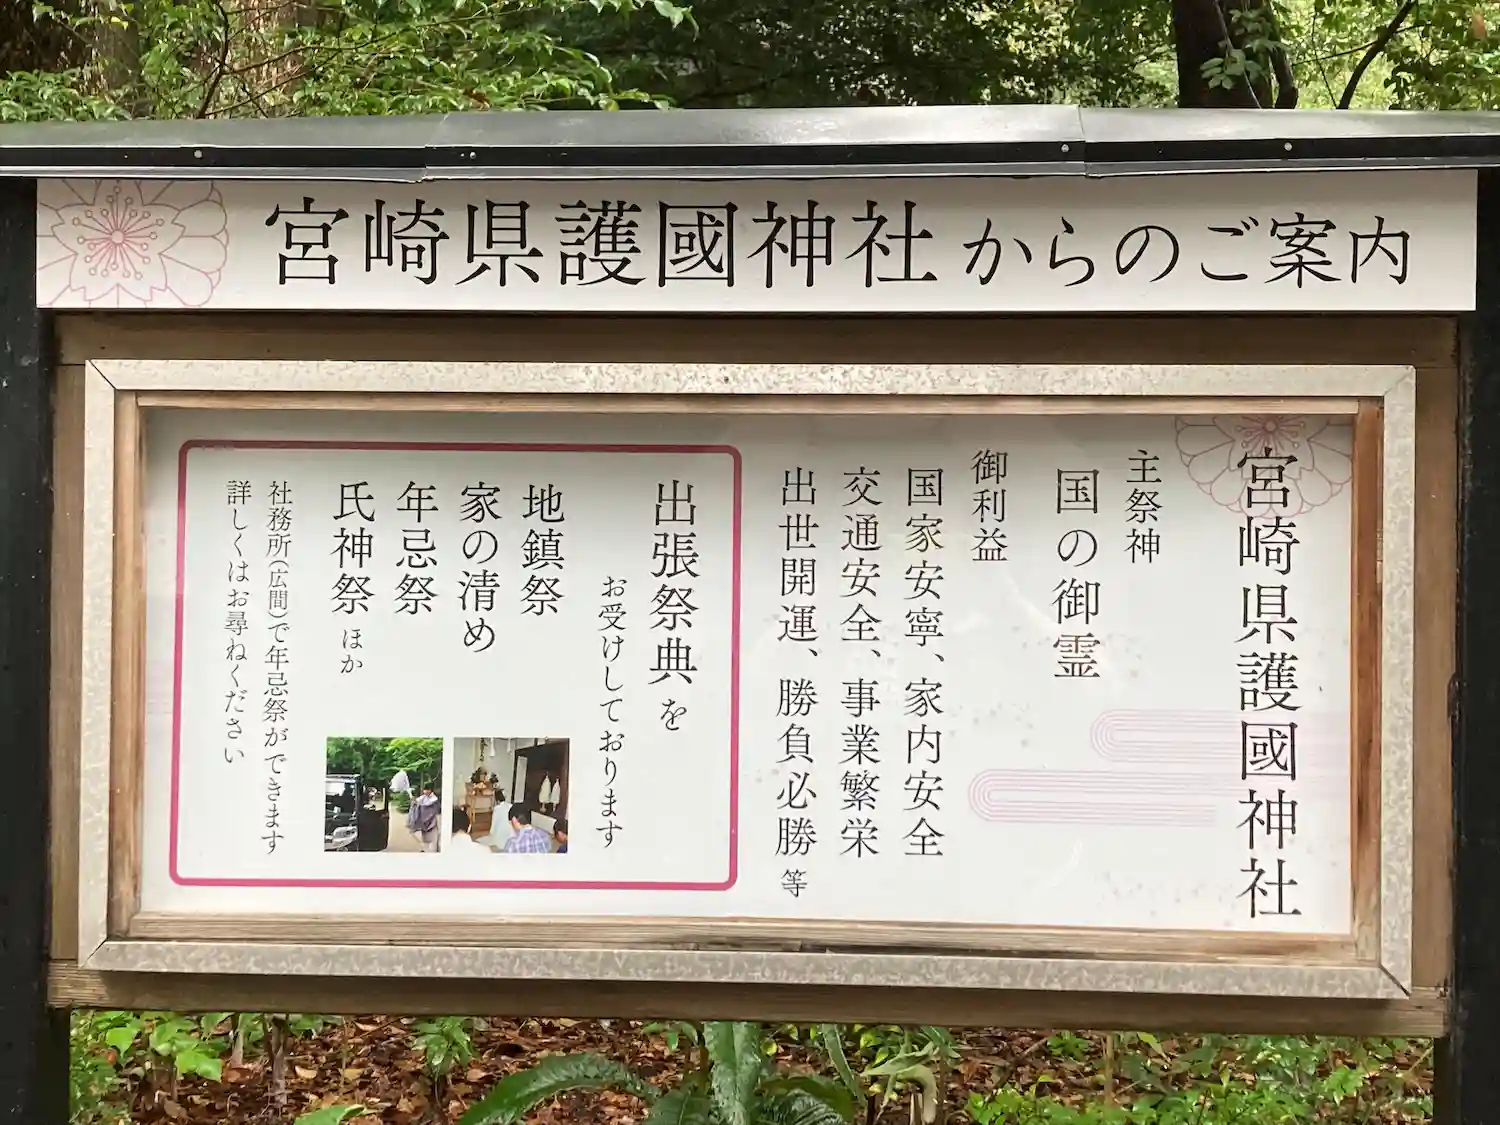 宮崎県護國神社からのご案内
宮崎県護國神社
主祭神
国の御霊
御利益
国家安寧、家内安全
交通安全、事業繁栄
出世開運、勝負必勝 等
出張祭典を
お受けしております
地鎮祭
家の清め
年忌祭
氏神祭 ほか
社務所(広間)で年忌祭ができます
詳しくはお尋ねください